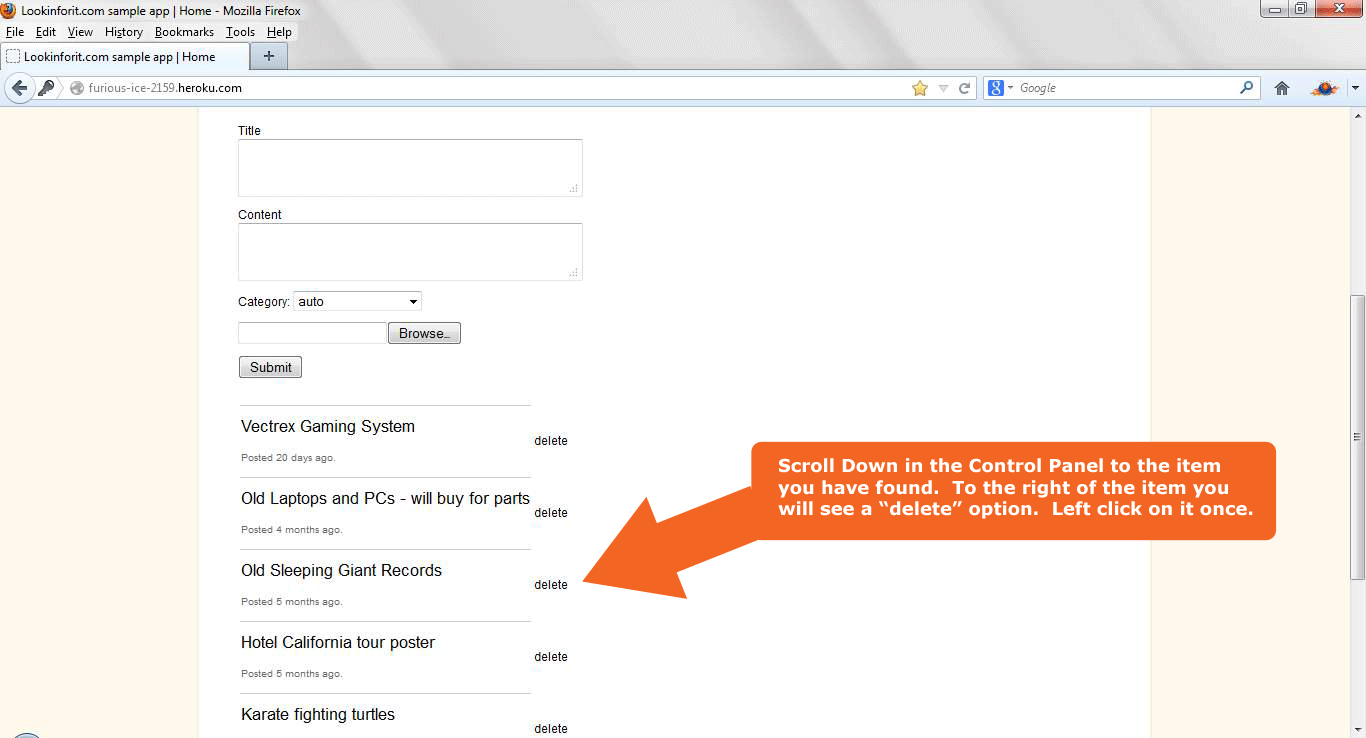 Lookinforit.com sample app | Home - Mozilla Firefox
File Edit View History Bookmarks Tools Help
Lookinforit.com sample app | Home
furious-ice-2159.heroku.com
Google
Title
Content
Category: auto
Browse…
Submit
Vectrex Gaming System
delete
Posted 20 days ago.
Old Laptops and PCs - will buy for parts
delete
Posted 4 months ago.
Old Sleeping Giant Records
delete
Posted 5 months ago.
Hotel California tour poster
delete
Posted 5 months ago.
Karate fighting turtles
delete
Scroll Down in the Control Panel to the item
you have found.  To the right of the item you
will see a “delete” option.  Left click on it once.